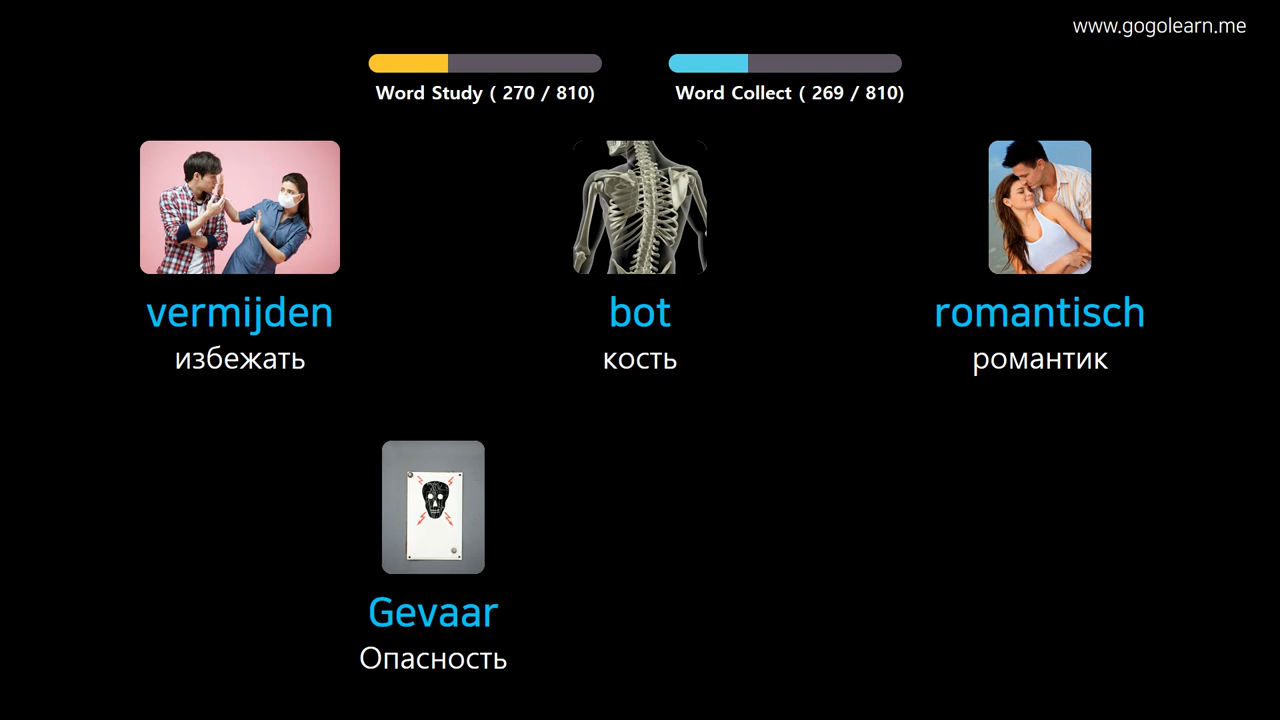 www.gogolearn.me
Word Study ( 270 / 810)
Word Collect ( 269 / 810)
vermijden
bot
romantisch
избежать
кость
романтик
Gevaar
Опасность